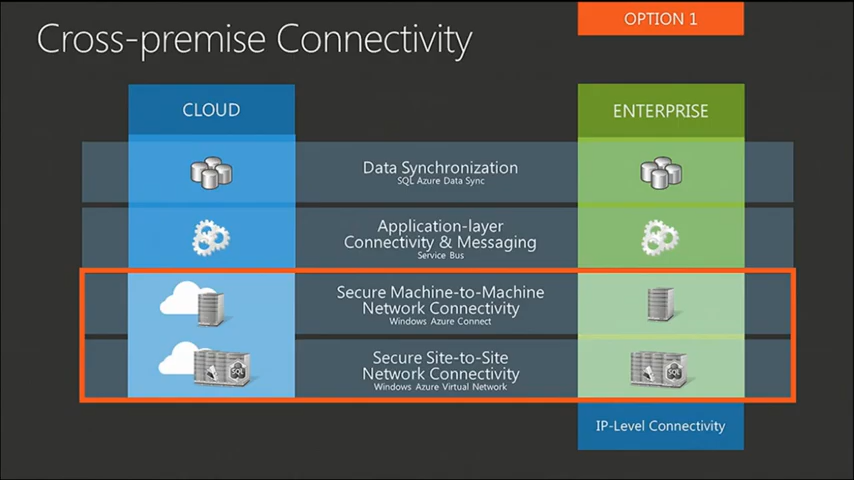 Cross-premise Connectivity
OPTION 1
CLOUD
ENTERPRISE
Data Synchronization
SQL Azure Data Sync
Application-layer
Connectivity & Messaging
Service Bus
Secure Machine-to-Machine
Network Connectivity
Windows Azure Connect
Secure Site-to-Site
Network Connectivity
Windows Azure Virtual Network
SQL
SQL
IP-Level Connectivity